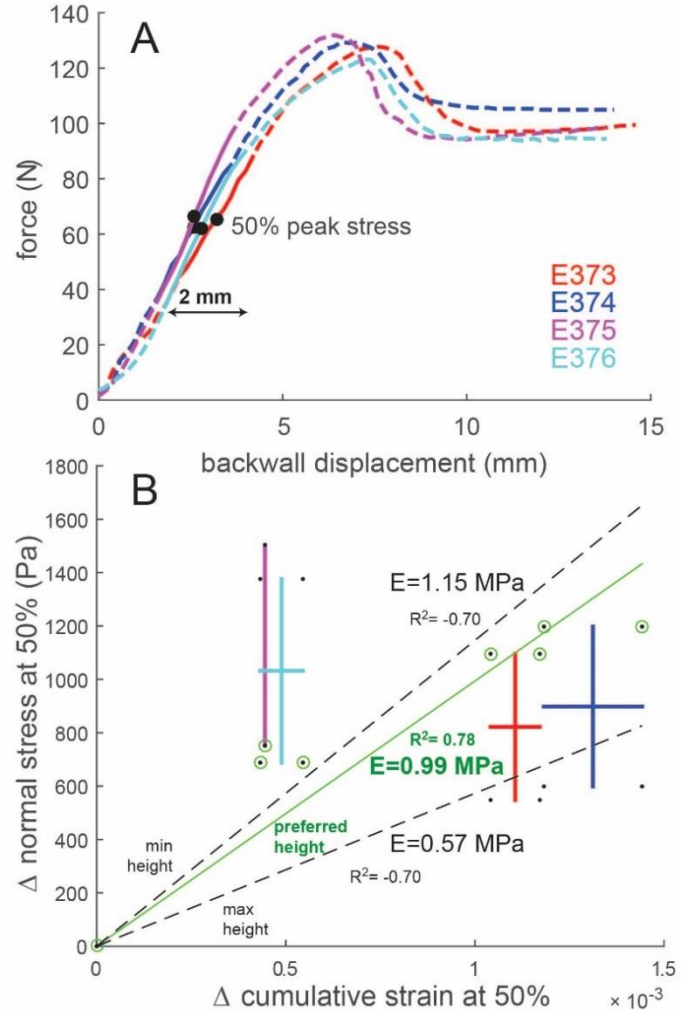 A
140
120
100
80
60
40
20
0
force (N)
50% peak stress
2 mm
E373
E374
E375
E376
0 5 10 15
backwall displacement (mm)
B
1800
1600
1400
1200
1000
800
600
400
200
0
Δ normal stress at 50% (Pa)
E=1.15 MPa
R²= -0.70
R²= 0.78
E=0.99 MPa
preferred
height
E=0.57 MPa
R²= -0.70
min
height
max
height
0 0.5 1 1.5
Δ cumulative strain at 50%
× 10⁻³